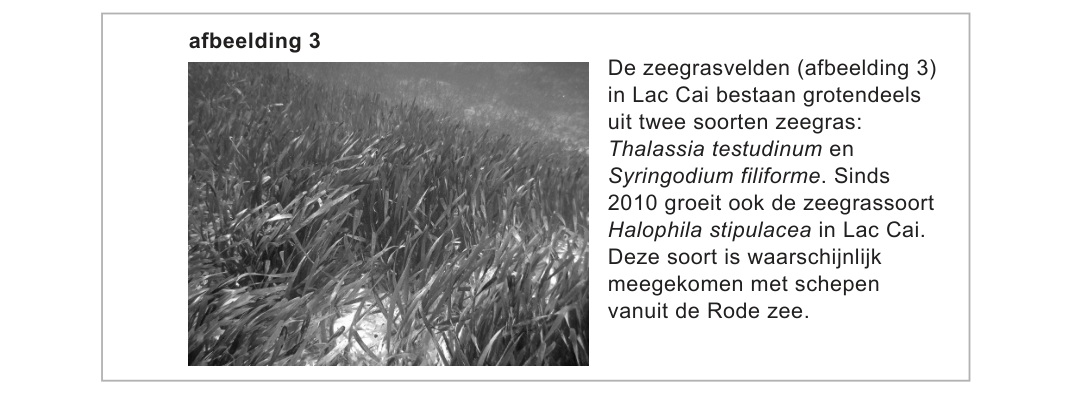 afbeelding 3
De zeegrasvelden (afbeelding 3)
in Lac Cai bestaan grotendeels
uit twee soorten zeegras:
Thalassia testudinum en
Syringodium filiforme. Sinds
2010 groeit ook de zeegrassoort
Halophila stipulacea in Lac Cai.
Deze soort is waarschijnlijk
meegekomen met schepen
vanuit de Rode zee.